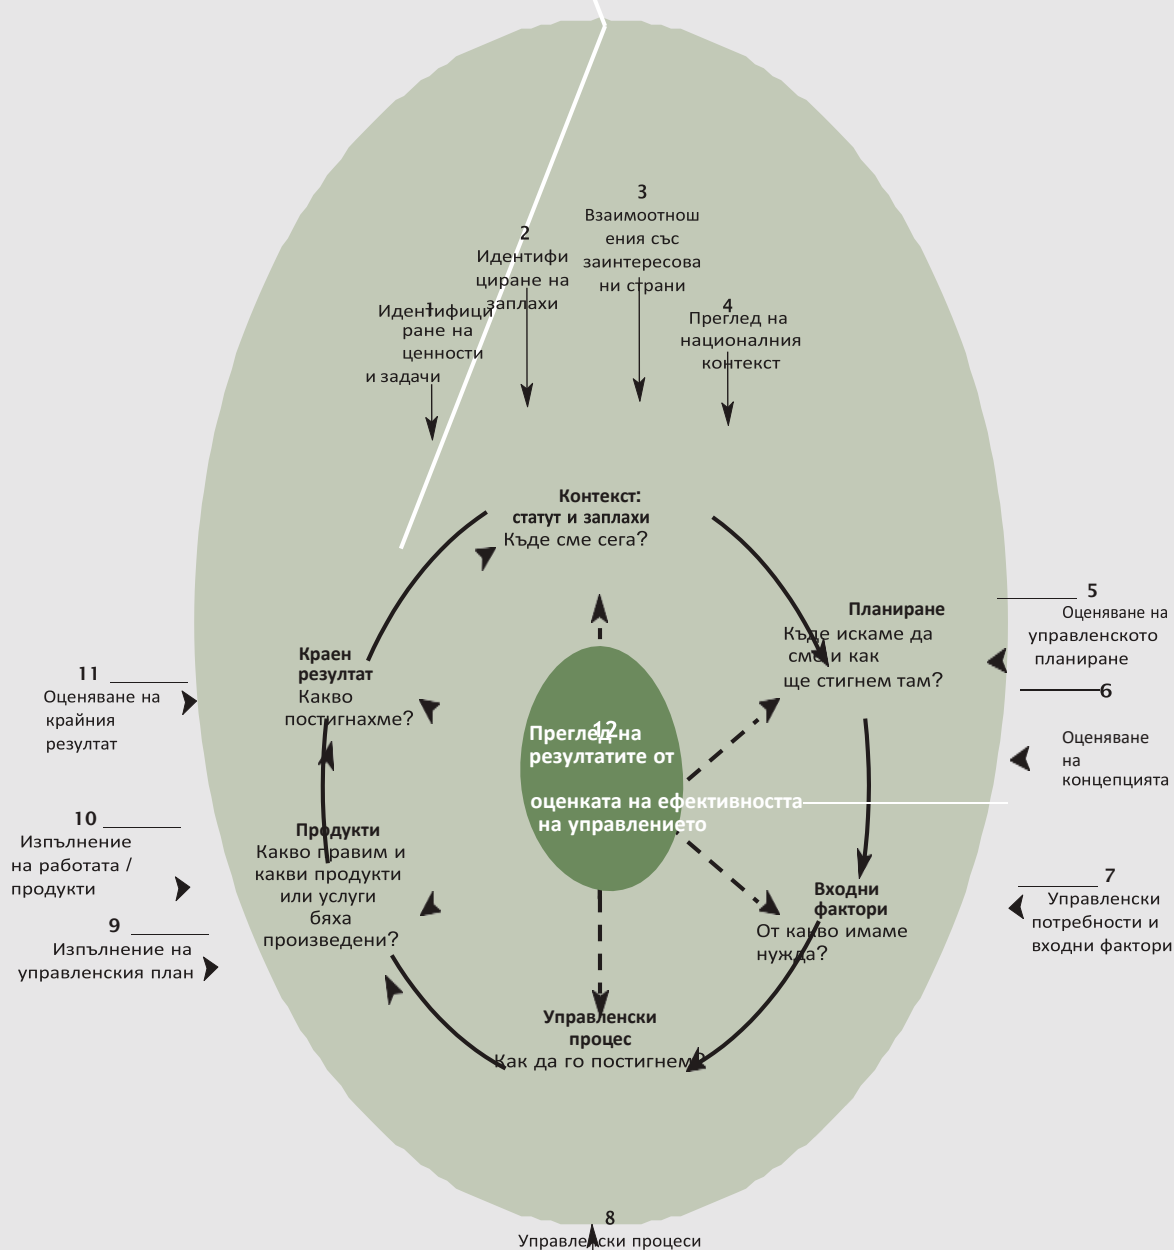 3
Взаимоотнош
ения със
заинтересова
ни страни
2
Идентифи
циране на
заплахи
1
Идентифици
ране на
ценности
и задачи
4
Преглед на
националния
контекст
Контекст:
статут и заплахи
Къде сме сега?
Планиране
Къде искаме да
сме и как
ще стигнем там?
5
Оценяване на
управленското
планиране
6
Оценяване
на
концепцията
Краен
резултат
Какво
постигнахме?
11
Оценяване на
крайния
резултат
12
Преглед на
резултатите от
оценката на ефективността
на управлението
10
Изпълнение
на работата /
продукти
Продукти
Какво правим и
какви продукти
или услуги
бяха
произведени?
Входни
фактори
От какво имаме
нужда?
7
Управленски
потребности и
входни фактори
9
Изпълнение на
управленския план
Управленски
процес
Как да го постигнем?
8
Управленски процеси